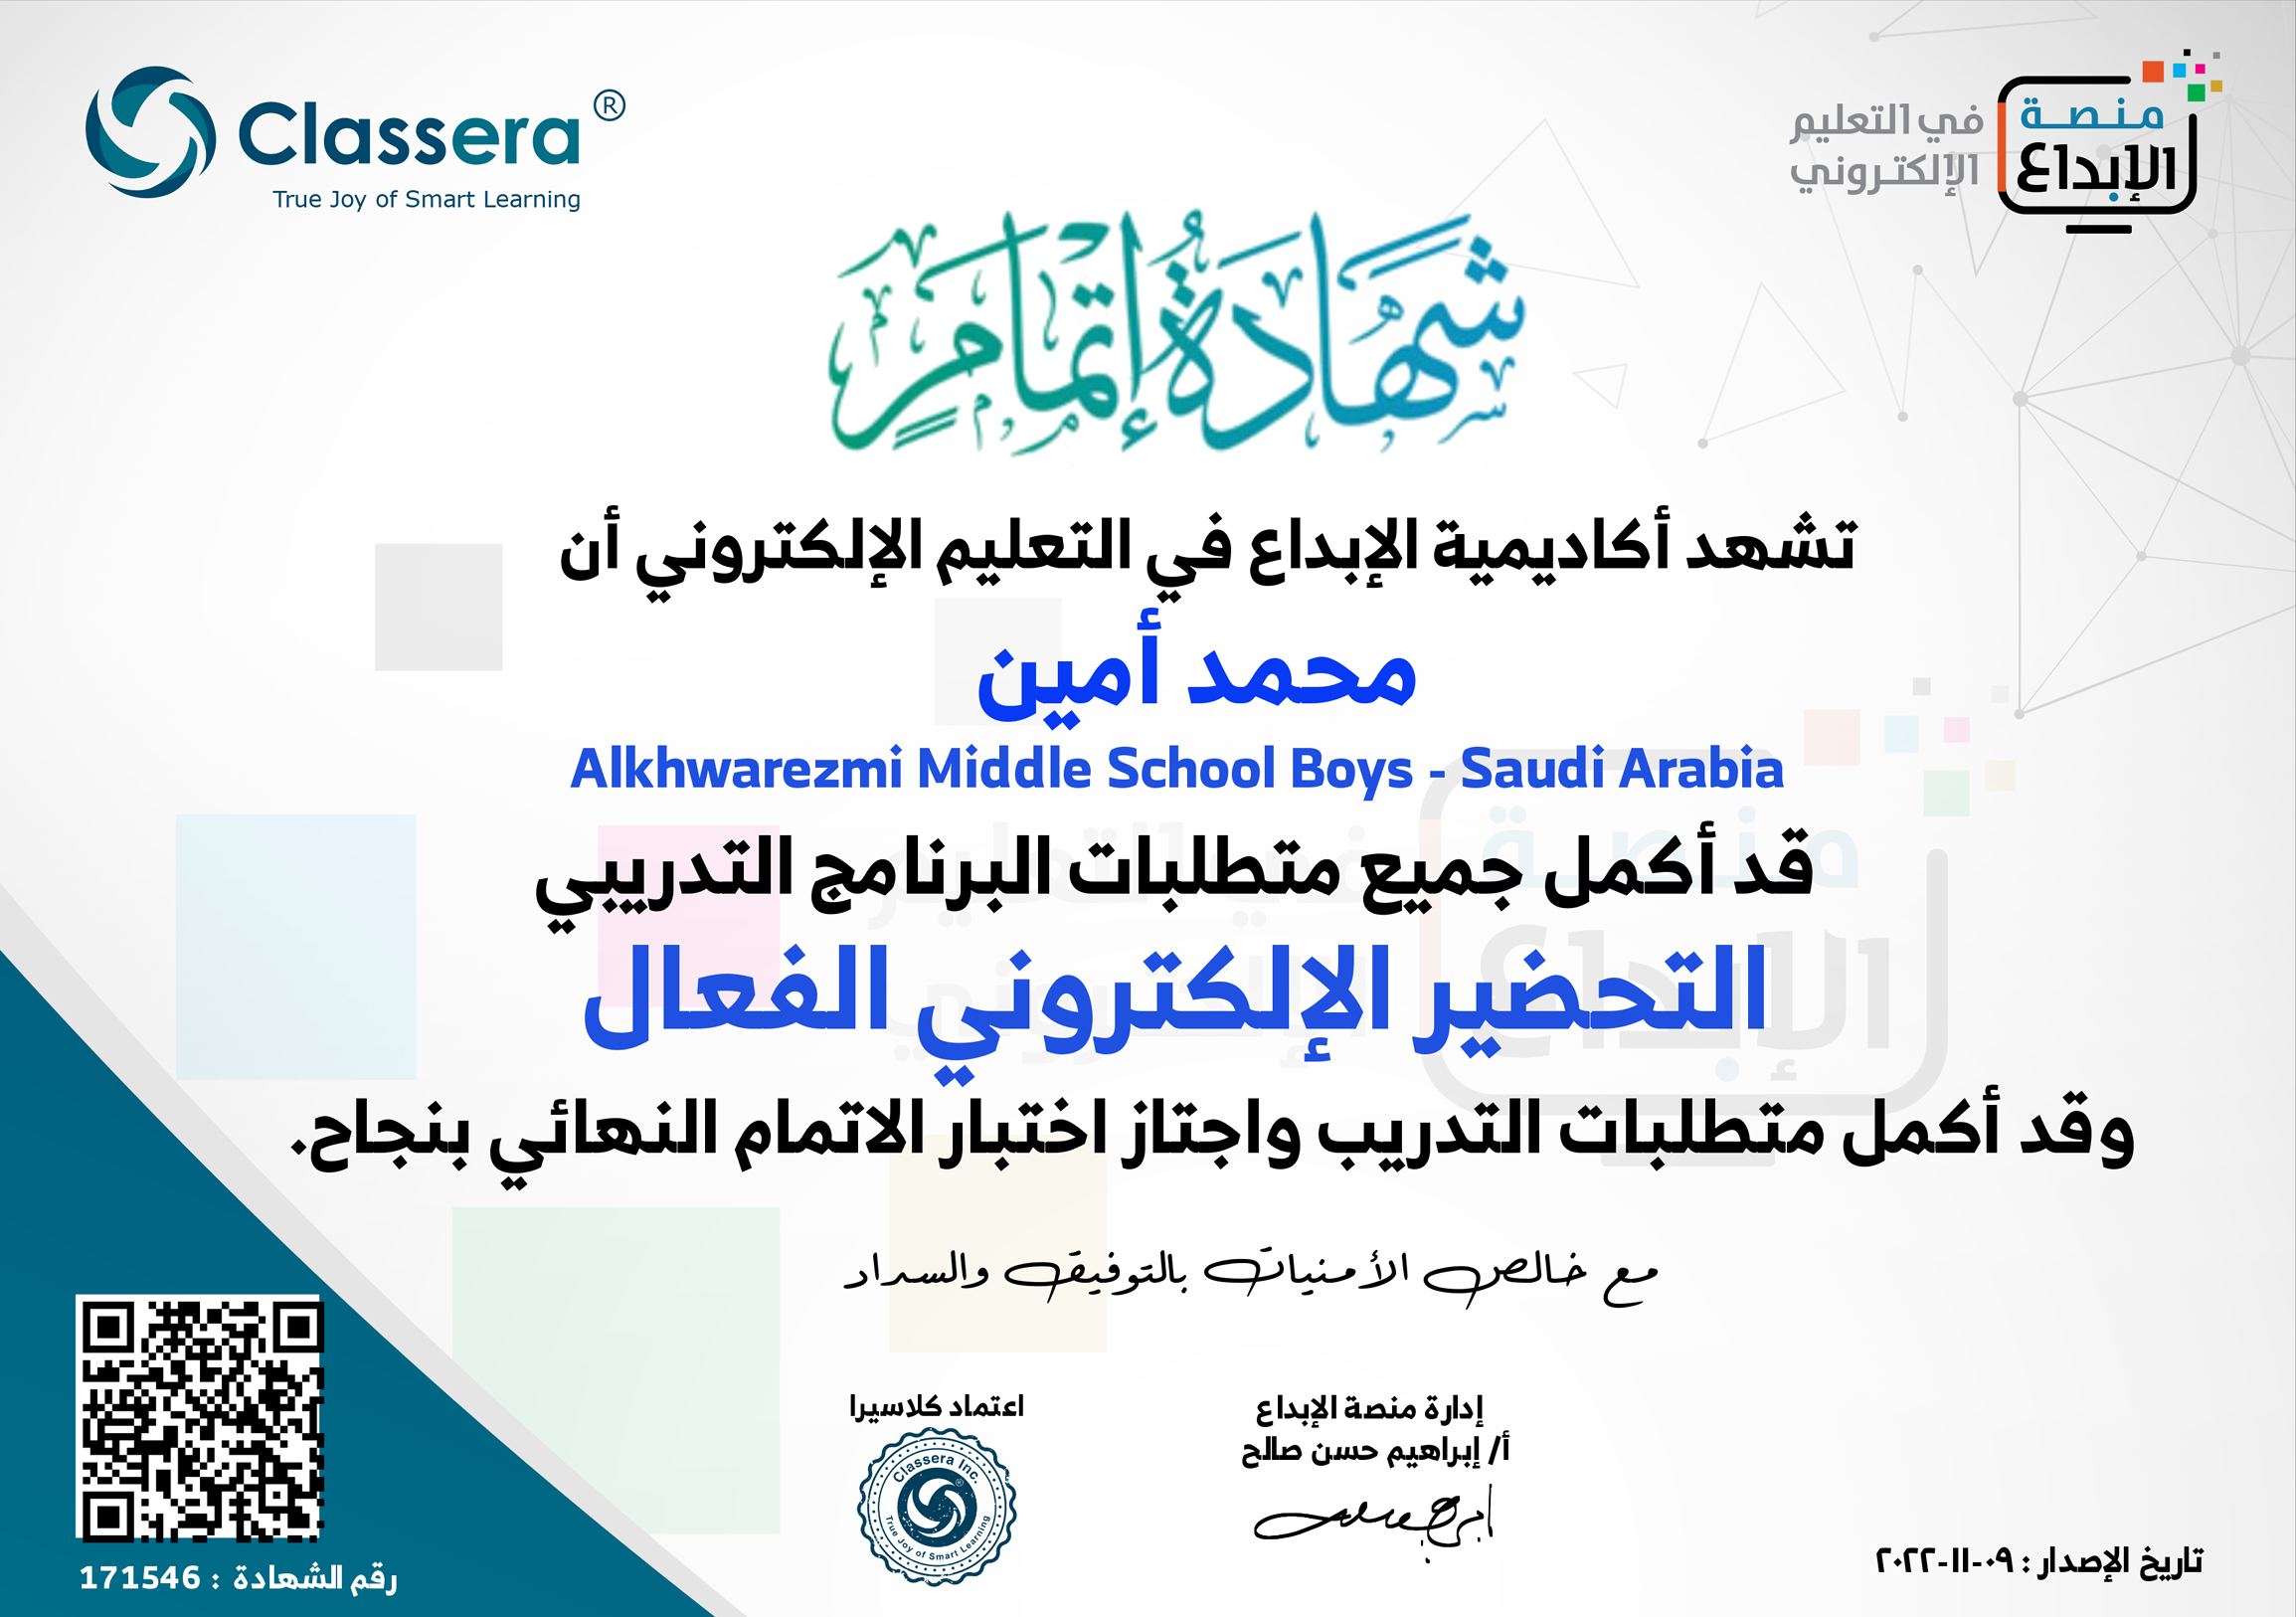 Classera®
True Joy of Smart Learning
منصة
الإبداع
في التعليم
الإلكتروني
شهادة إتمام
تشهد أكاديمية الإبداع في التعليم الإلكتروني أن
محمد أمين
Alkhwarezmi Middle School Boys - Saudi Arabia
قد أكمل جميع متطلبات البرنامج التدريبي
التحضير الإلكتروني الفعال
وقد أكمل متطلبات التدريب واجتاز اختبار الاتمام النهائي بنجاح.
مع خالص الأمنيات بالتوفيق والسداد
إدارة منصة الإبداع
أ/ إبراهيم حسن صالح
اعتماد كلاسيرا
Classera Inc.
True Joy of Smart Learning
تاريخ الإصدار : ٠٩-١١-٢٠٢٢
رقم الشهادة : 171546